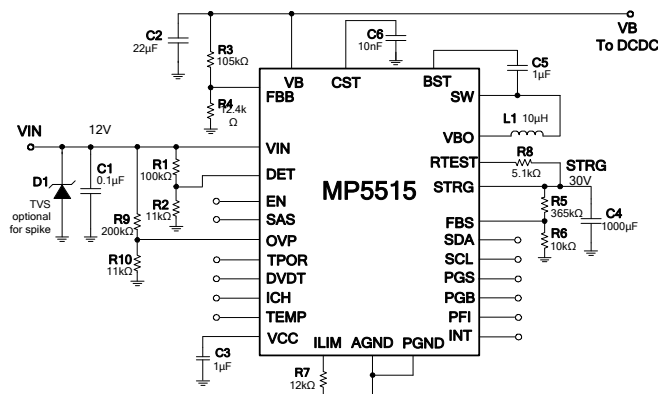 C2
22µF
R3
105kΩ
R4
12.4k
Ω
C6
10nF
VB
To DCDC
C5
1µF
VB
CST
BST
FBB
SW
L1 10µH
VBO
VIN
12V
VIN
R1
100kΩ
DET
R2
11kΩ
D1
TVS
optional
for spike
C1
0.1µF
R9
200kΩ
R10
11kΩ
EN
SAS
OVP
TPOR
DVDT
ICH
TEMP
VCC
C3
1µF
MP5515
RTEST
R8
5.1kΩ
STRG
30V
STRG
R5
365kΩ
FBS
R6
10kΩ
C4
1000µF
SDA
SCL
PGS
PGB
PFI
INT
ILIM
AGND
PGND
R7
12kΩ